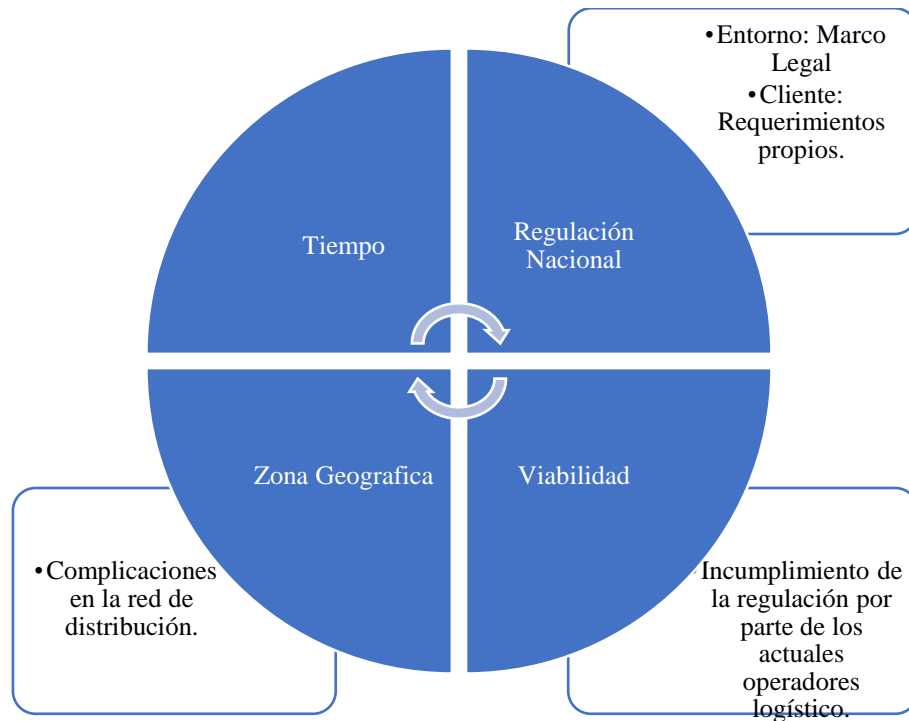 •Entorno: Marco
Legal
•Cliente:
Requerimientos
propios.
Tiempo
Regulación
Nacional
Zona Geografica
Viabilidad
•Complicaciones
en la red de
distribución.
•Incumplimiento de
la regulación por
parte de los
actuales
operadores
logístico.